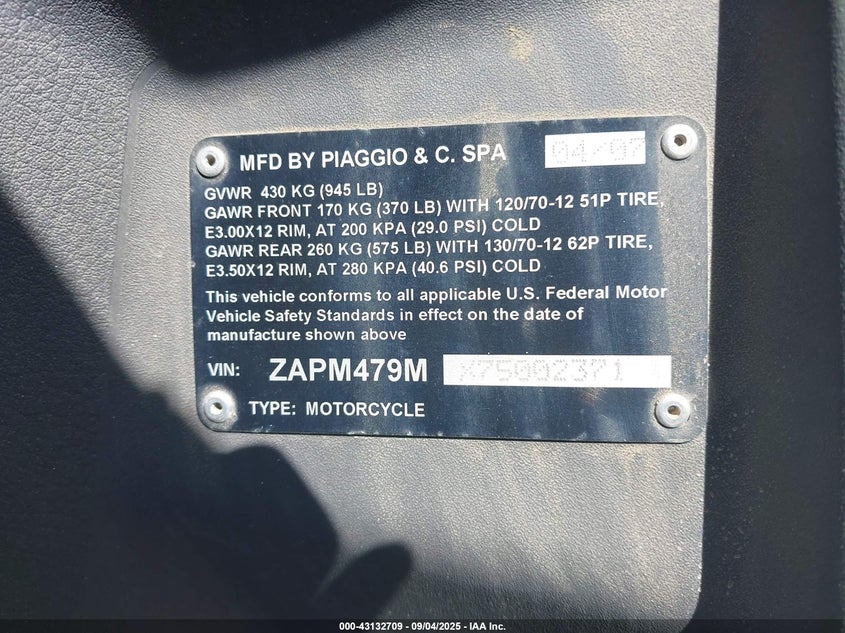 MFD BY PIAGGIO & C. SPA 04/07
GVWR 430 KG (945 LB)
GAWR FRONT 170 KG (370 LB) WITH 120/70-12 51P TIRE,
E3.00X12 RIM, AT 200 KPA (29.0 PSI) COLD
GAWR REAR 260 KG (575 LB) WITH 130/70-12 62P TIRE,
E3.50X12 RIM, AT 280 KPA (40.6 PSI) COLD
This vehicle conforms to all applicable U.S. Federal Motor
Vehicle Safety Standards in effect on the date of
manufacture shown above
VIN: ZAPM479M X75002371
TYPE: MOTORCYCLE
000-43132709 - 09/04/2025 - IAA Inc.